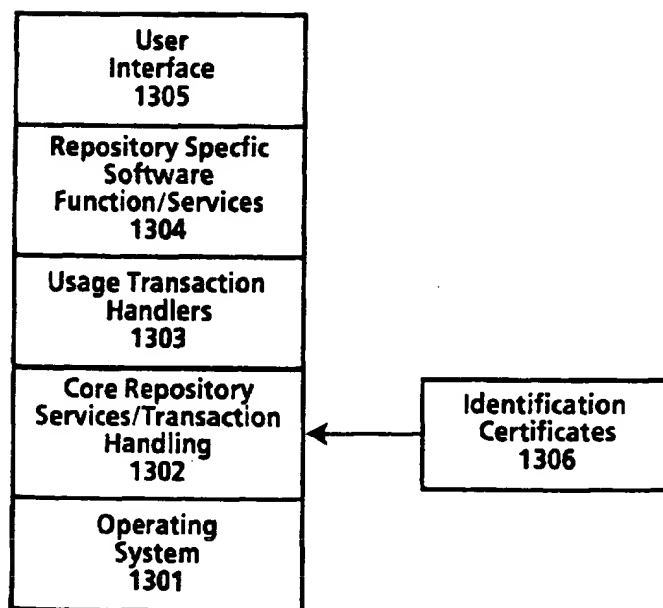 User
Interface
1305
Repository Specfic
Software
Function/Services
1304
Usage Transaction
Handlers
1303
Core Repository
Services/Transaction
Handling
1302
Identification
Certificates
1306
Operating
System
1301